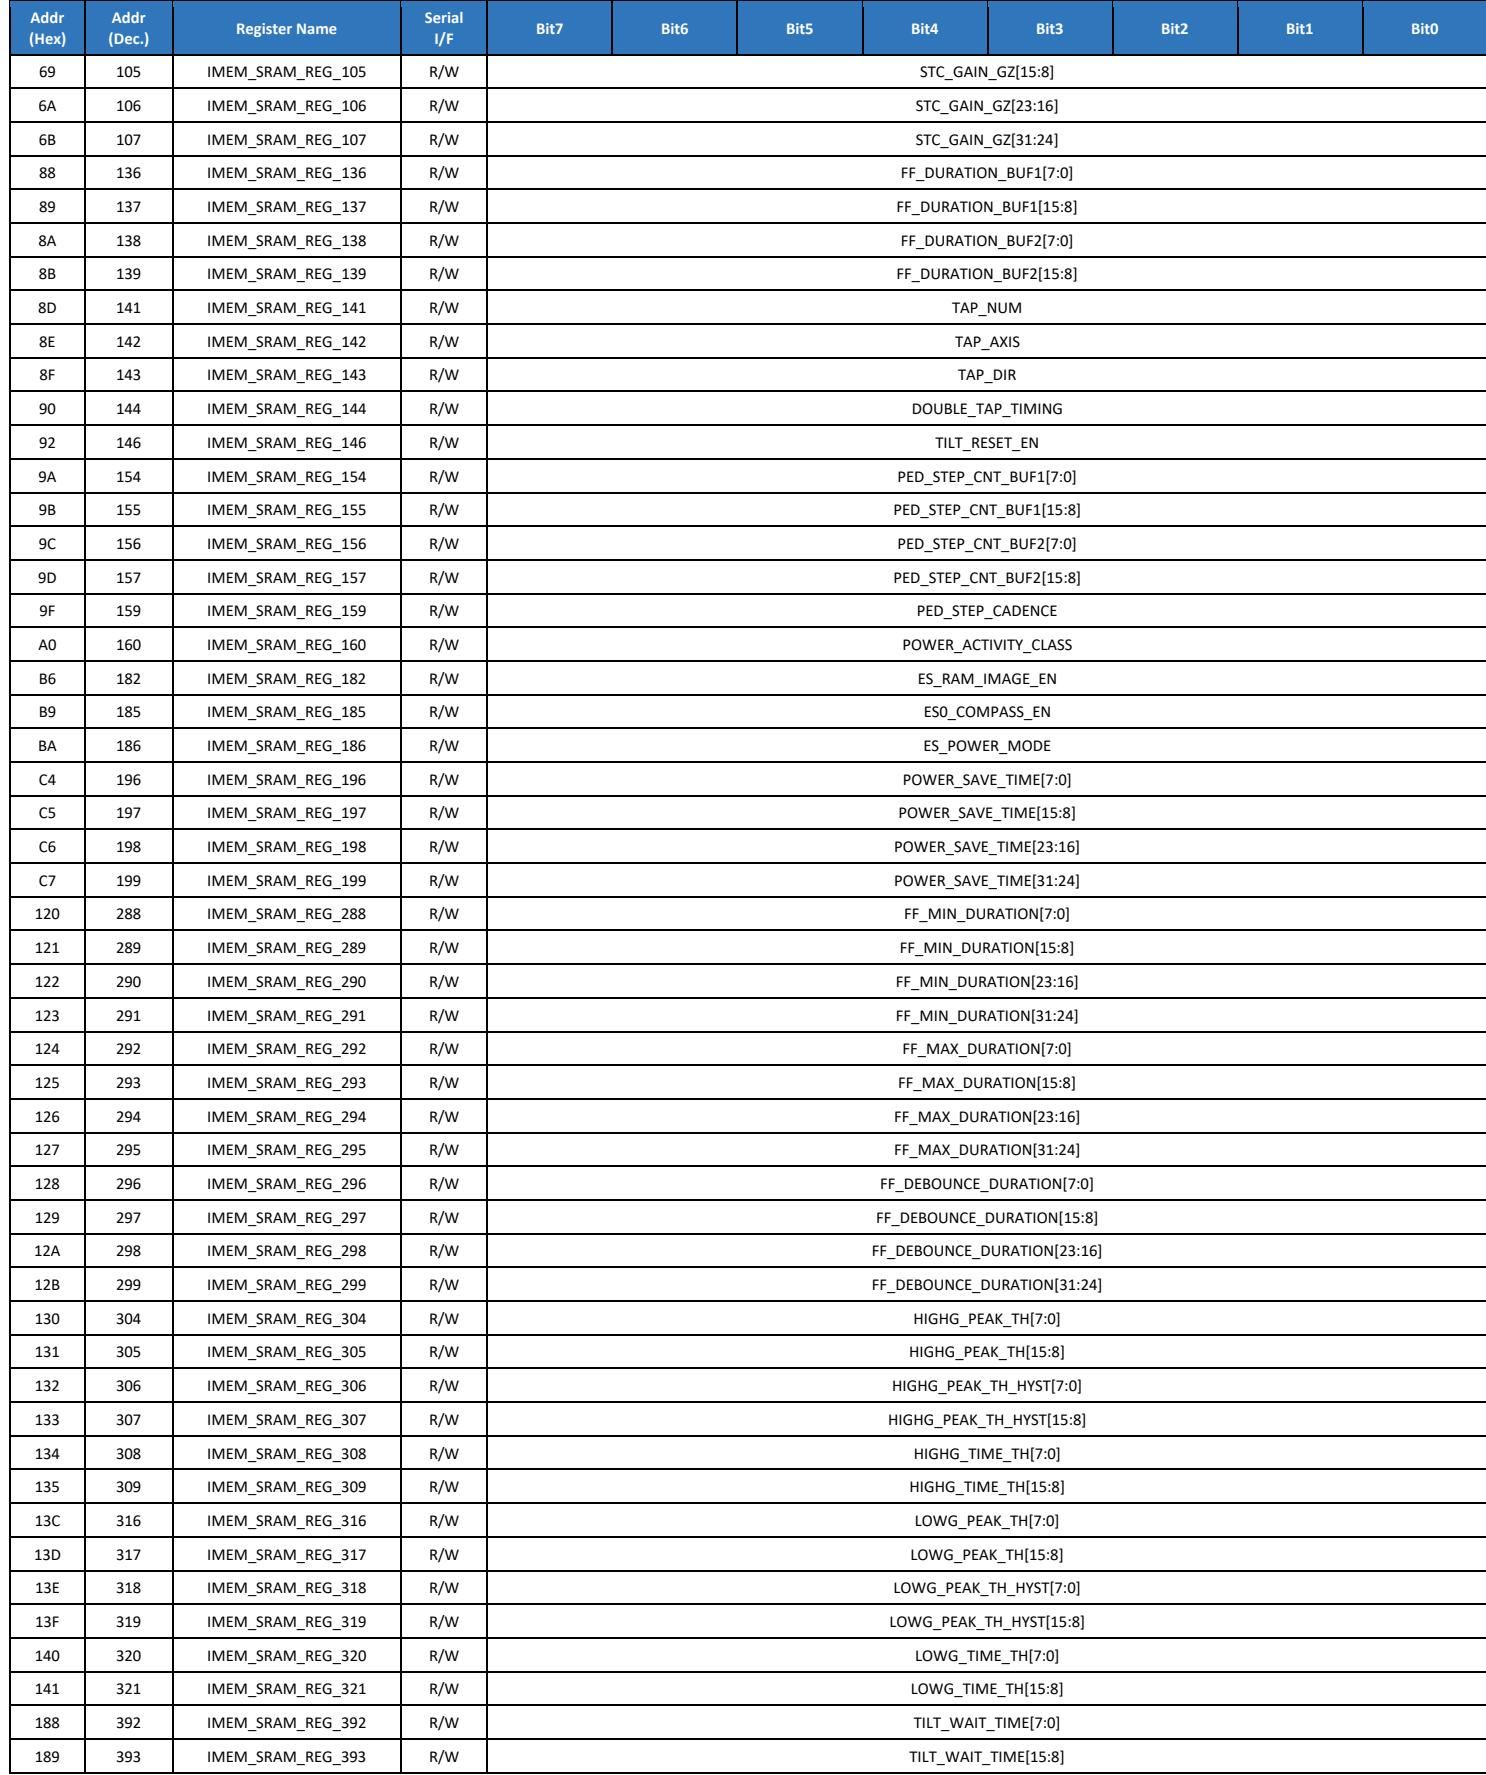 Addr (Hex) Addr (Dec.) Register Name Serial I/F Bit7 Bit6 Bit5 Bit4 Bit3 Bit2 Bit1 Bit0
69 105 IMEM_SRAM_REG_105 R/W STC_GAIN_GZ[15:8]
6A 106 IMEM_SRAM_REG_106 R/W STC_GAIN_GZ[23:16]
6B 107 IMEM_SRAM_REG_107 R/W STC_GAIN_GZ[31:24]
88 136 IMEM_SRAM_REG_136 R/W FF_DURATION_BUF1[7:0]
89 137 IMEM_SRAM_REG_137 R/W FF_DURATION_BUF1[15:8]
8A 138 IMEM_SRAM_REG_138 R/W FF_DURATION_BUF2[7:0]
8B 139 IMEM_SRAM_REG_139 R/W FF_DURATION_BUF2[15:8]
8D 141 IMEM_SRAM_REG_141 R/W TAP_NUM
8E 142 IMEM_SRAM_REG_142 R/W TAP_AXIS
8F 143 IMEM_SRAM_REG_143 R/W TAP_DIR
90 144 IMEM_SRAM_REG_144 R/W DOUBLE_TAP_TIMING
92 146 IMEM_SRAM_REG_146 R/W TILT_RESET_EN
9A 154 IMEM_SRAM_REG_154 R/W PED_STEP_CNT_BUF1[7:0]
9B 155 IMEM_SRAM_REG_155 R/W PED_STEP_CNT_BUF1[15:8]
9C 156 IMEM_SRAM_REG_156 R/W PED_STEP_CNT_BUF2[7:0]
9D 157 IMEM_SRAM_REG_157 R/W PED_STEP_CNT_BUF2[15:8]
9F 159 IMEM_SRAM_REG_159 R/W PED_STEP_CADENCE
A0 160 IMEM_SRAM_REG_160 R/W POWER_ACTIVITY_CLASS
B6 182 IMEM_SRAM_REG_182 R/W ES_RAM_IMAGE_EN
B9 185 IMEM_SRAM_REG_185 R/W ES0_COMPASS_EN
BA 186 IMEM_SRAM_REG_186 R/W ES_POWER_MODE
C4 196 IMEM_SRAM_REG_196 R/W POWER_SAVE_TIME[7:0]
C5 197 IMEM_SRAM_REG_197 R/W POWER_SAVE_TIME[15:8]
C6 198 IMEM_SRAM_REG_198 R/W POWER_SAVE_TIME[23:16]
C7 199 IMEM_SRAM_REG_199 R/W POWER_SAVE_TIME[31:24]
120 288 IMEM_SRAM_REG_288 R/W FF_MIN_DURATION[7:0]
121 289 IMEM_SRAM_REG_289 R/W FF_MIN_DURATION[15:8]
122 290 IMEM_SRAM_REG_290 R/W FF_MIN_DURATION[23:16]
123 291 IMEM_SRAM_REG_291 R/W FF_MIN_DURATION[31:24]
124 292 IMEM_SRAM_REG_292 R/W FF_MAX_DURATION[7:0]
125 293 IMEM_SRAM_REG_293 R/W FF_MAX_DURATION[15:8]
126 294 IMEM_SRAM_REG_294 R/W FF_MAX_DURATION[23:16]
127 295 IMEM_SRAM_REG_295 R/W FF_MAX_DURATION[31:24]
128 296 IMEM_SRAM_REG_296 R/W FF_DEBOUNCE_DURATION[7:0]
129 297 IMEM_SRAM_REG_297 R/W FF_DEBOUNCE_DURATION[15:8]
12A 298 IMEM_SRAM_REG_298 R/W FF_DEBOUNCE_DURATION[23:16]
12B 299 IMEM_SRAM_REG_299 R/W FF_DEBOUNCE_DURATION[31:24]
130 304 IMEM_SRAM_REG_304 R/W HIGHG_PEAK_TH[7:0]
131 305 IMEM_SRAM_REG_305 R/W HIGHG_PEAK_TH[15:8]
132 306 IMEM_SRAM_REG_306 R/W HIGHG_PEAK_TH_HYST[7:0]
133 307 IMEM_SRAM_REG_307 R/W HIGHG_PEAK_TH_HYST[15:8]
134 308 IMEM_SRAM_REG_308 R/W HIGHG_TIME_TH[7:0]
135 309 IMEM_SRAM_REG_309 R/W HIGHG_TIME_TH[15:8]
13C 316 IMEM_SRAM_REG_316 R/W LOWG_PEAK_TH[7:0]
13D 317 IMEM_SRAM_REG_317 R/W LOWG_PEAK_TH[15:8]
13E 318 IMEM_SRAM_REG_318 R/W LOWG_PEAK_TH_HYST[7:0]
13F 319 IMEM_SRAM_REG_319 R/W LOWG_PEAK_TH_HYST[15:8]
140 320 IMEM_SRAM_REG_320 R/W LOWG_TIME_TH[7:0]
141 321 IMEM_SRAM_REG_321 R/W LOWG_TIME_TH[15:8]
188 392 IMEM_SRAM_REG_392 R/W TILT_WAIT_TIME[7:0]
189 393 IMEM_SRAM_REG_393 R/W TILT_WAIT_TIME[15:8]